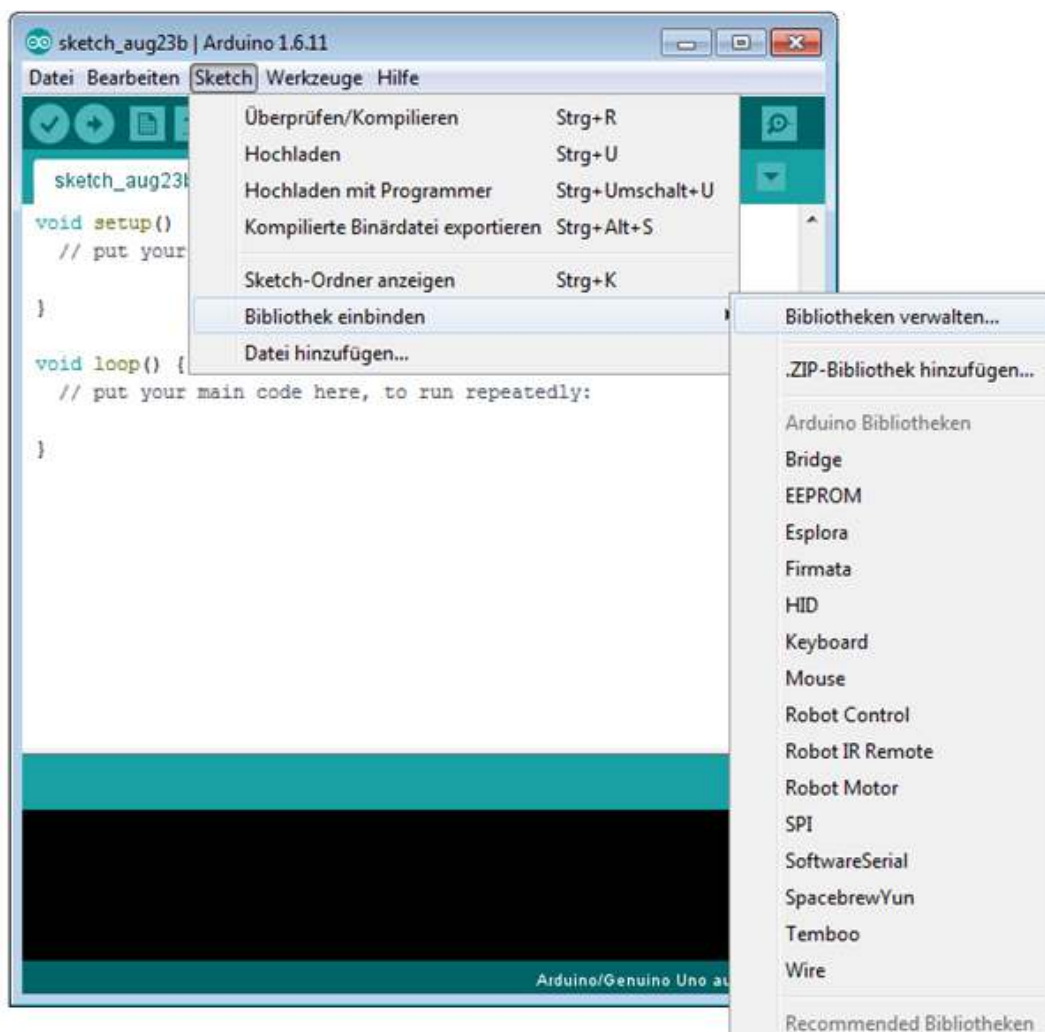 sketch_aug23b | Arduino 1.6.11
Datei Bearbeiten Sketch Werkzeuge Hilfe
Überprüfen/Kompilieren Strg+R
Hochladen Strg+U
Hochladen mit Programmer Strg+Umschalt+U
Kompilierte Binärdatei exportieren Strg+Alt+S
Sketch-Ordner anzeigen Strg+K
Bibliothek einbinden
Datei hinzufügen...
sketch_aug23b
void setup()
// put your
}
void loop() {
// put your main code here, to run repeatedly:
}
Bibliotheken verwalten...
.ZIP-Bibliothek hinzufügen...
Arduino Bibliotheken
Bridge
EEPROM
Esplora
Firmata
HID
Keyboard
Mouse
Robot Control
Robot IR Remote
Robot Motor
SPI
SoftwareSerial
SpacebrewYun
Temboo
Wire
Recommended Bibliotheken
Arduino/Genuino Uno au